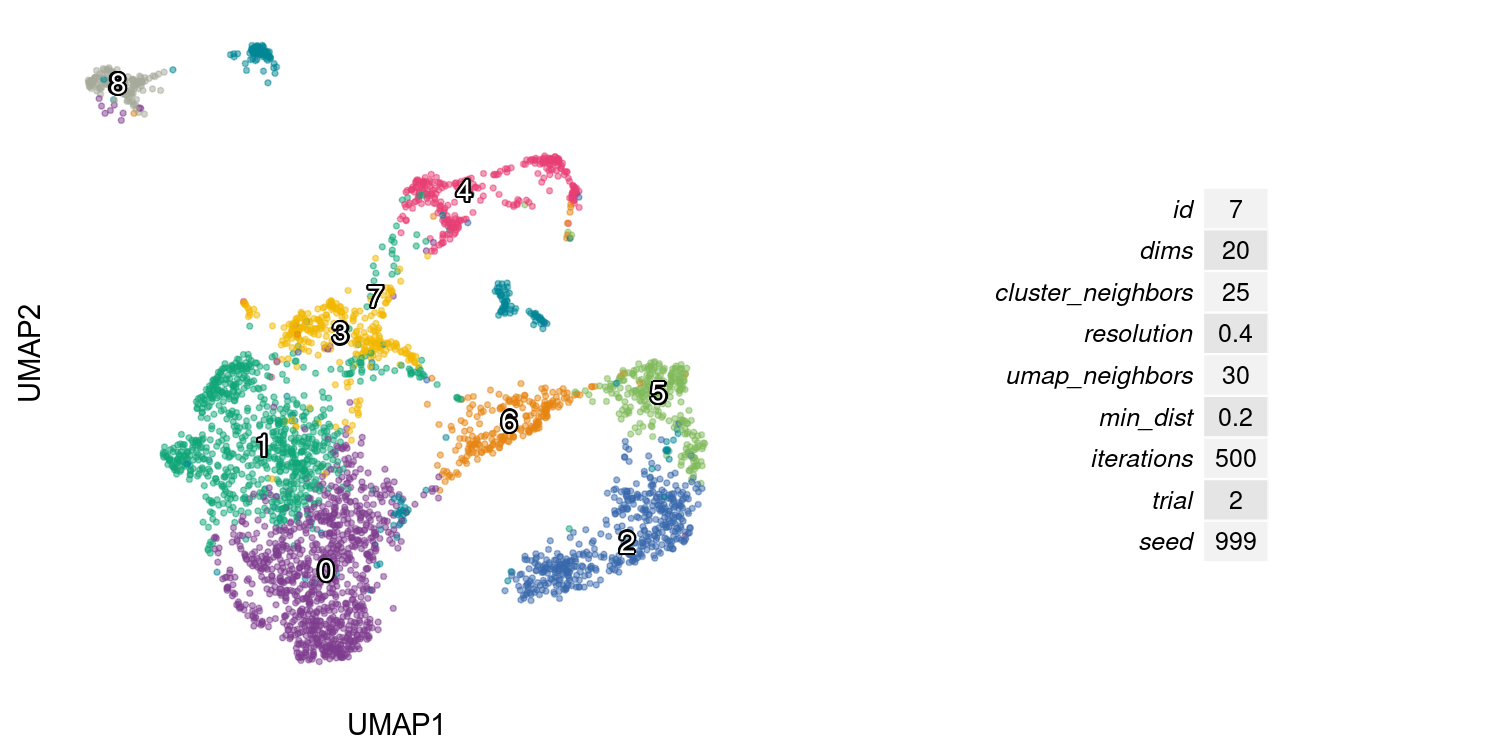 8
4
7
3
5
6
1
2
0
UMAP1
UMAP2
id 7
dims 20
cluster_neighbors 25
resolution 0.4
umap_neighbors 30
min_dist 0.2
iterations 500
trial 2
seed 999